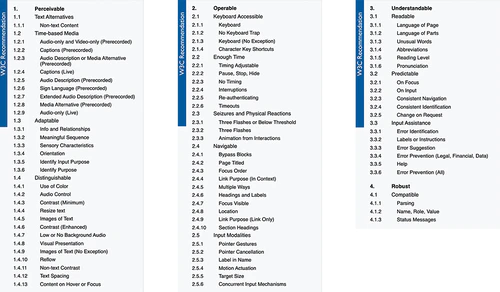 W3C Recommendation
1. Perceivable
1.1 Text Alternatives
1.1.1 Non-text Content
1.2 Time-based Media
1.2.1 Audio-only and Video-only (Prerecorded)
1.2.2 Captions (Prerecorded)
1.2.3 Audio Description or Media Alternative (Prerecorded)
1.2.4 Captions (Live)
1.2.5 Audio Description (Prerecorded)
1.2.6 Sign Language (Prerecorded)
1.2.7 Extended Audio Description (Prerecorded)
1.2.8 Media Alternative (Prerecorded)
1.2.9 Audio-only (Live)
1.3 Adaptable
1.3.1 Info and Relationships
1.3.2 Meaningful Sequence
1.3.3 Sensory Characteristics
1.3.4 Orientation
1.3.5 Identify Input Purpose
1.3.6 Identify Purpose
1.4 Distinguishable
1.4.1 Use of Color
1.4.2 Audio Control
1.4.3 Contrast (Minimum)
1.4.4 Resize text
1.4.5 Images of Text
1.4.6 Contrast (Enhanced)
1.4.7 Low or No Background Audio
1.4.8 Visual Presentation
1.4.9 Images of Text (No Exception)
1.4.10 Reflow
1.4.11 Non-text Contrast
1.4.12 Text Spacing
1.4.13 Content on Hover or Focus
W3C Recommendation
2. Operable
2.1 Keyboard Accessible
2.1.1 Keyboard
2.1.2 No Keyboard Trap
2.1.3 Keyboard (No Exception)
2.1.4 Character Key Shortcuts
2.2 Enough Time
2.2.1 Timing Adjustable
2.2.2 Pause, Stop, Hide
2.2.3 No Timing
2.2.4 Interruptions
2.2.5 Re-authenticating
2.2.6 Timeouts
2.3 Seizures and Physical Reactions
2.3.1 Three Flashes or Below Threshold
2.3.2 Three Flashes
2.3.3 Animation from Interactions
2.4 Navigable
2.4.1 Bypass Blocks
2.4.2 Page Titled
2.4.3 Focus Order
2.4.4 Link Purpose (In Context)
2.4.5 Multiple Ways
2.4.6 Headings and Labels
2.4.7 Focus Visible
2.4.8 Location
2.4.9 Link Purpose (Link Only)
2.4.10 Section Headings
2.5 Input Modalities
2.5.1 Pointer Gestures
2.5.2 Pointer Cancellation
2.5.3 Label in Name
2.5.4 Motion Actuation
2.5.5 Target Size
2.5.6 Concurrent Input Mechanisms
W3C Recommendation
3. Understandable
3.1 Readable
3.1.1 Language of Page
3.1.2 Language of Parts
3.1.3 Unusual Words
3.1.4 Abbreviations
3.1.5 Reading Level
3.1.6 Pronunciation
3.2 Predictable
3.2.1 On Focus
3.2.2 On Input
3.2.3 Consistent Navigation
3.2.4 Consistent Identification
3.2.5 Change on Request
3.3 Input Assistance
3.3.1 Error Identification
3.3.2 Labels or Instructions
3.3.3 Error Suggestion
3.3.4 Error Prevention (Legal, Financial, Data)
3.3.5 Help
3.3.6 Error Prevention (All)
4. Robust
4.1 Compatible
4.1.1 Parsing
4.1.2 Name, Role, Value
4.1.3 Status Messages